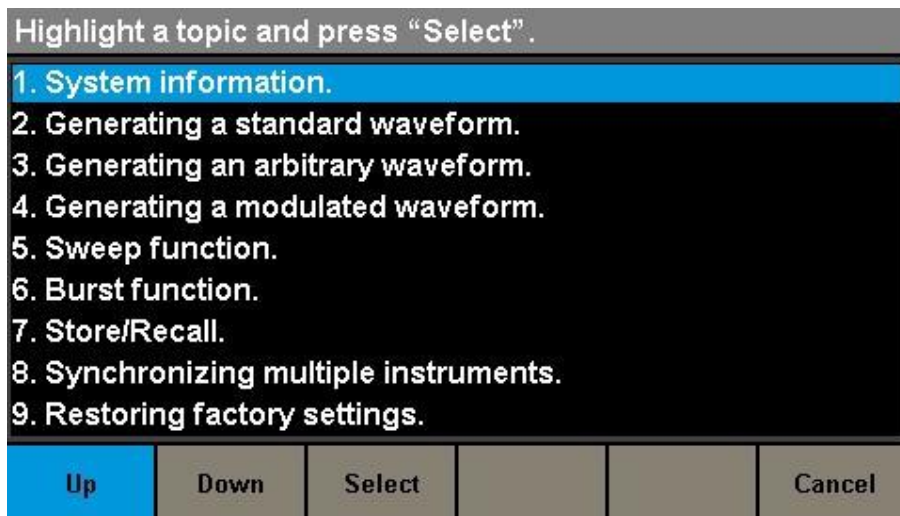 Highlight a topic and press “Select”.
1. System information.
2. Generating a standard waveform.
3. Generating an arbitrary waveform.
4. Generating a modulated waveform.
5. Sweep function.
6. Burst function.
7. Store/Recall.
8. Synchronizing multiple instruments.
9. Restoring factory settings.
Up Down Select Cancel